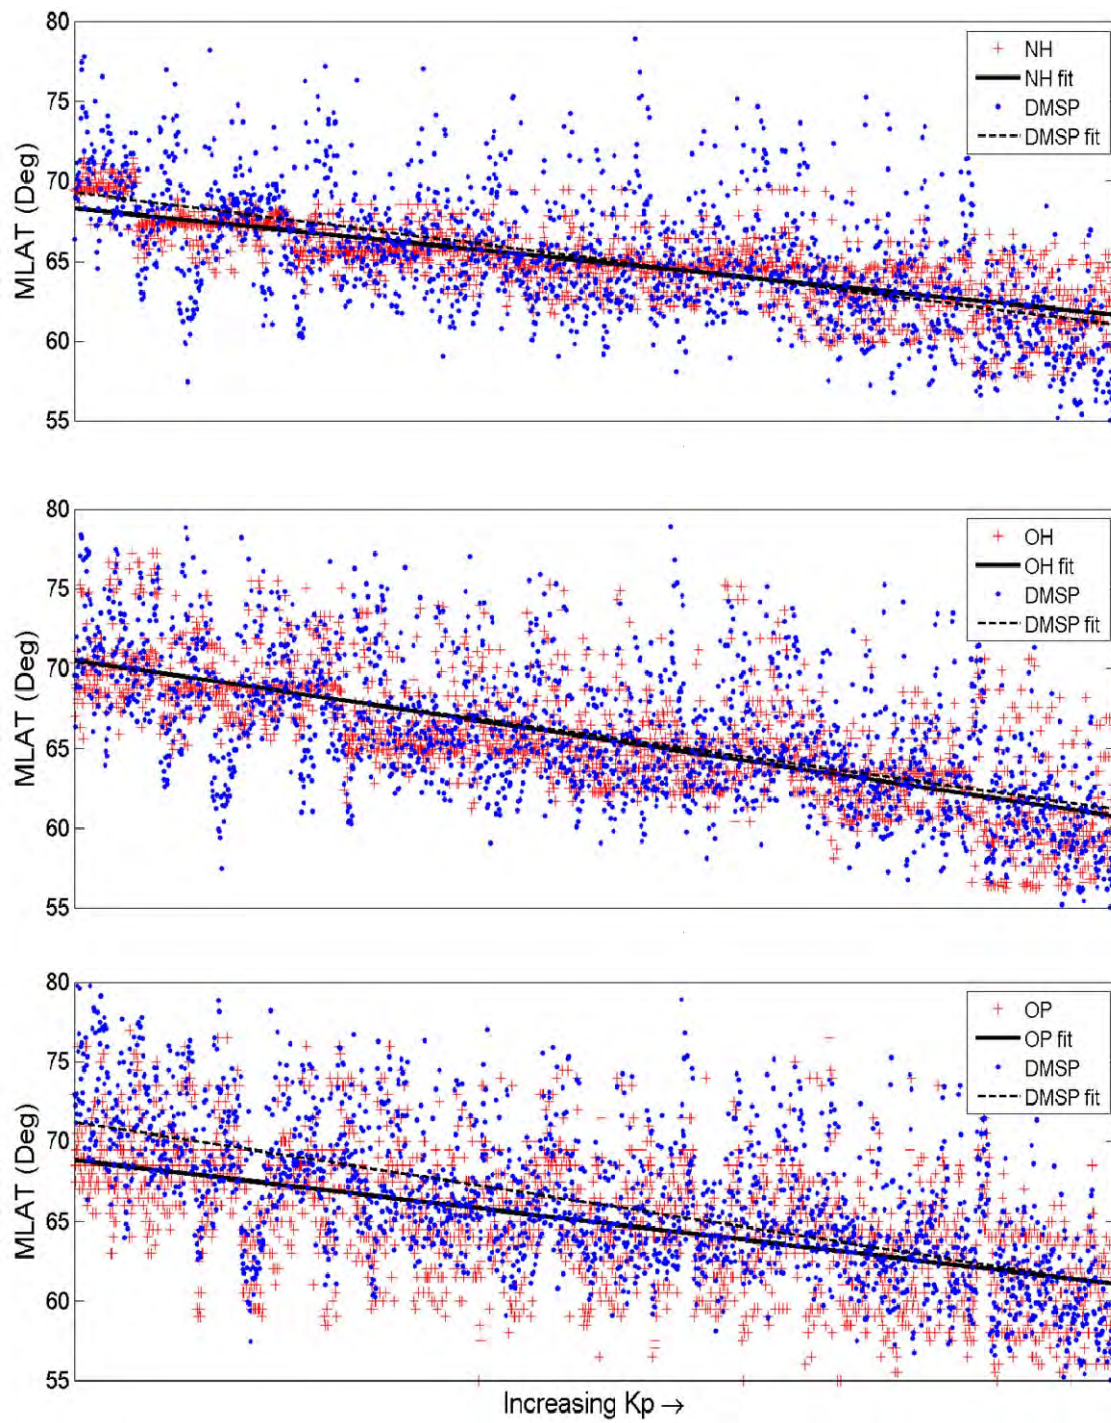 80
75
70
65
60
55
MLAT (Deg)
NH
NH fit
DMSP
DMSP fit
80
75
70
65
60
55
MLAT (Deg)
OH
OH fit
DMSP
DMSP fit
80
75
70
65
60
55
MLAT (Deg)
OP
OP fit
DMSP
DMSP fit
Increasing Kp →